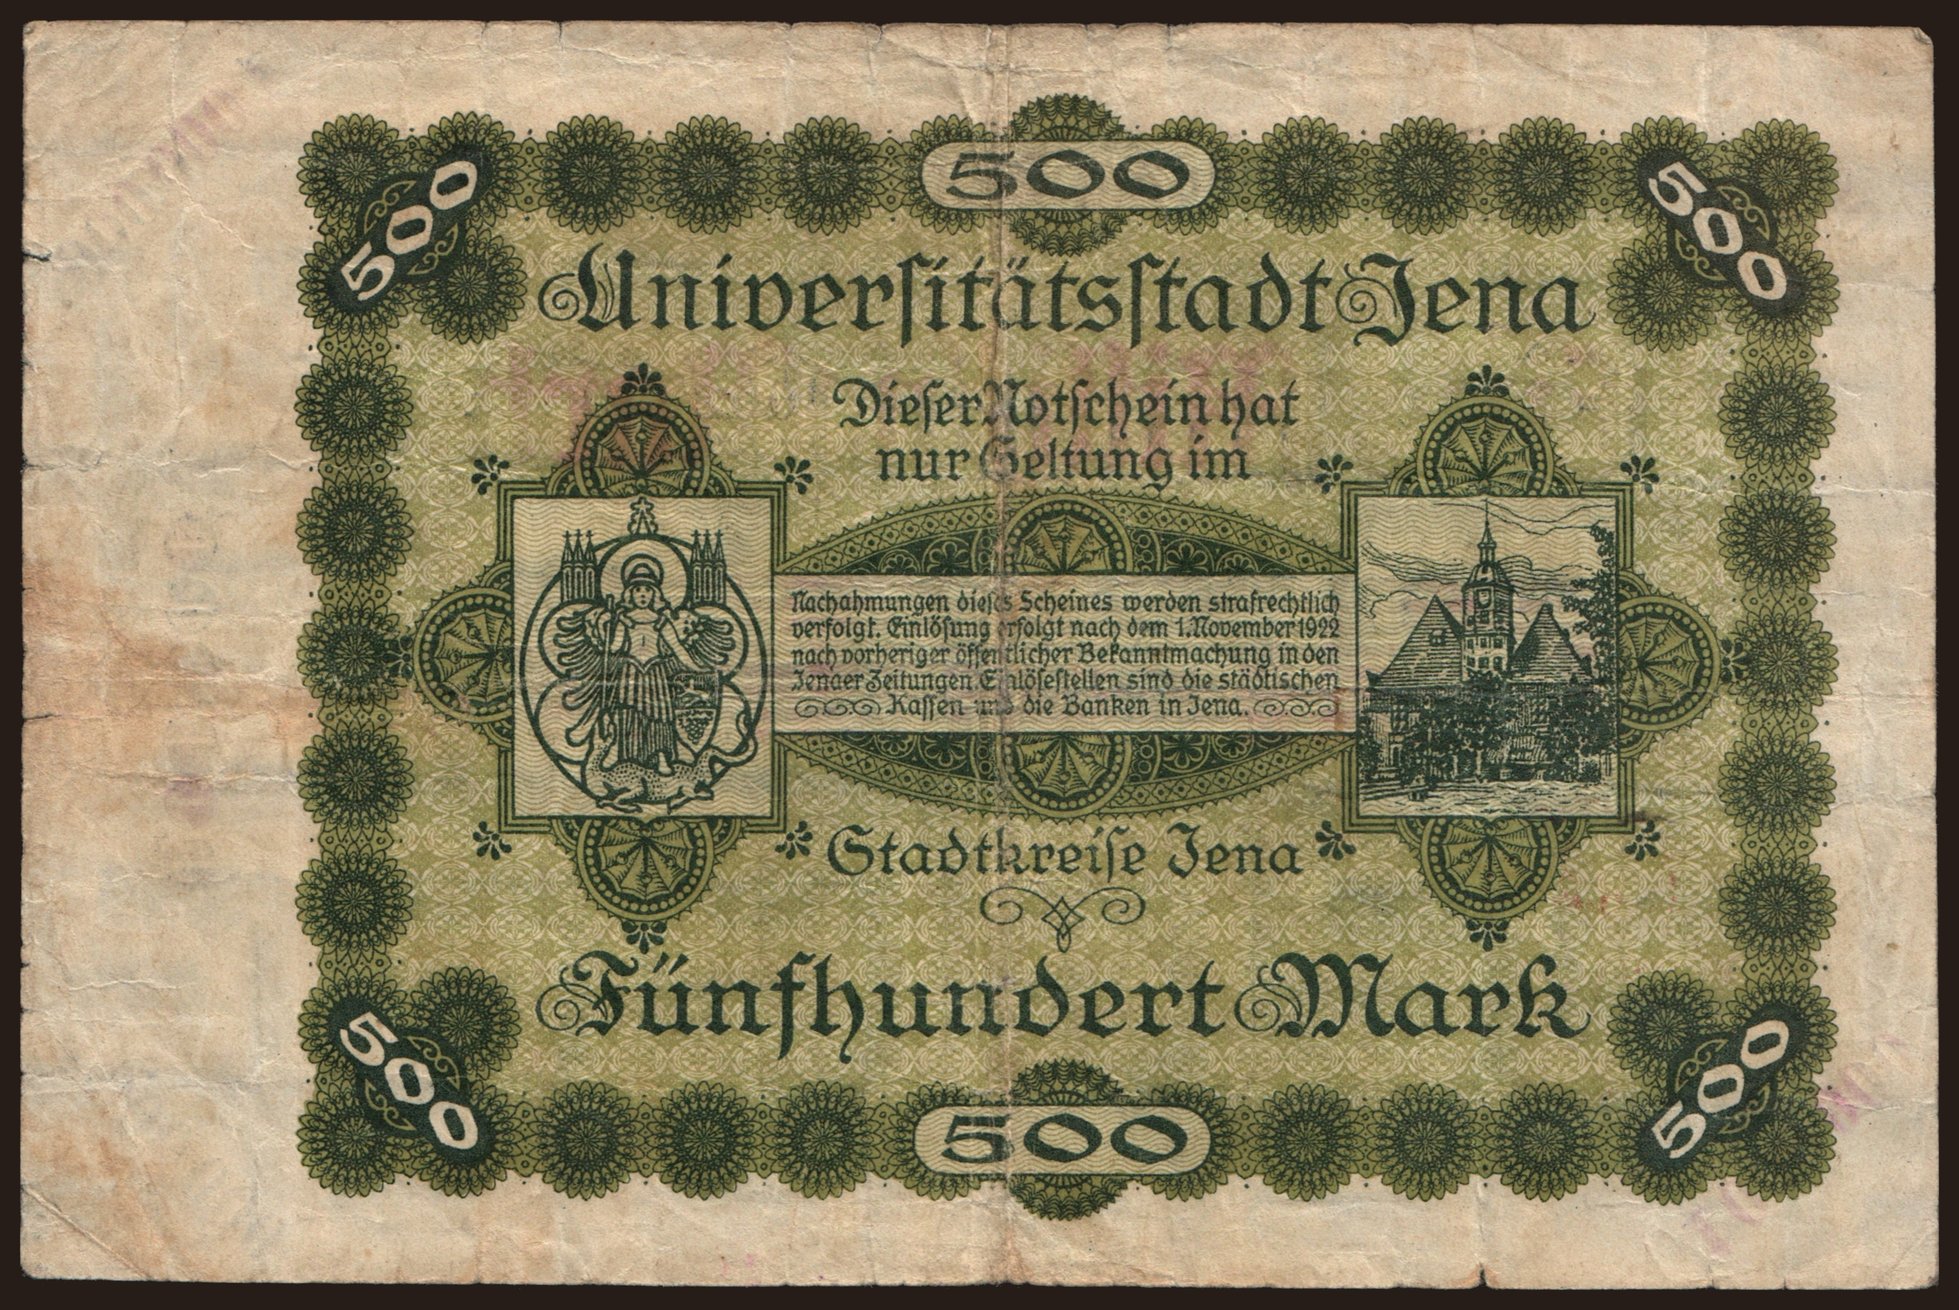 500
500
500
Universitätsstadt Jena
Dieser Notschein hat
nur Geltung im
Nachahmungen dieses Scheines werden strafrechtlich
verfolgt. Einlösung erfolgt nach dem 1. November 1922
nach vorheriger öffentlicher Bekanntmachung in den
Jenaer Zeitungen. Einlösestellen sind die städtischen
Kassen und die Banken in Jena.
Stadtkreise Jena
Fünfhundert Mark
500
500
500